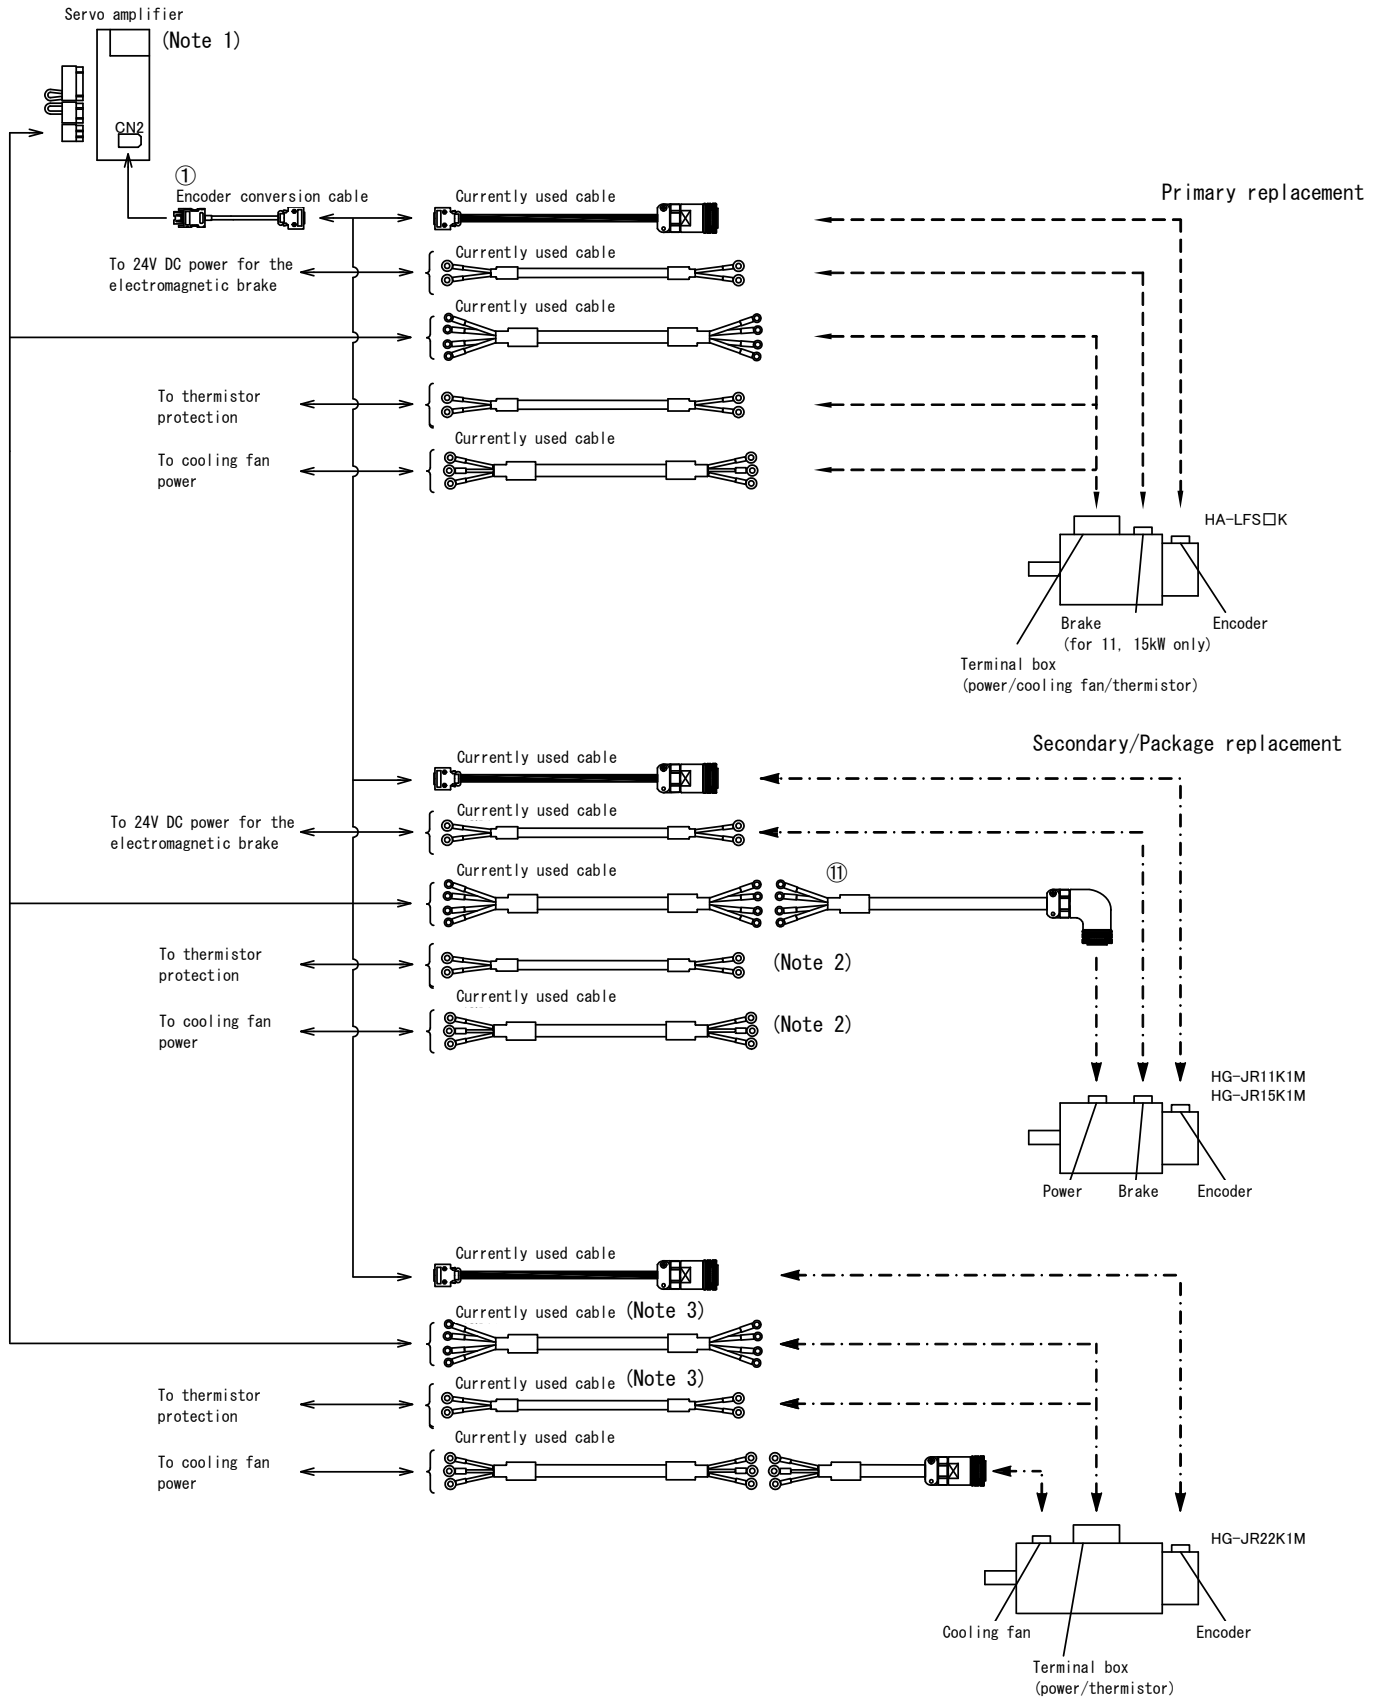 Servo amplifier
(Note 1)
CN2
①
Encoder conversion cable
Currently used cable
Primary replacement
Currently used cable
To 24V DC power for the
electromagnetic brake
Currently used cable
To thermistor
protection
Currently used cable
To cooling fan
power
HA-LFS□K
Brake
(for 11, 15kW only)
Encoder
Terminal box
(power/cooling fan/thermistor)
Secondary/Package replacement
Currently used cable
Currently used cable
To 24V DC power for the
electromagnetic brake
Currently used cable
⑪
To thermistor
protection
(Note 2)
Currently used cable
To cooling fan
power
(Note 2)
HG-JR11K1M
HG-JR15K1M
Power
Brake
Encoder
Currently used cable
Currently used cable (Note 3)
Currently used cable (Note 3)
To thermistor
protection
Currently used cable
To cooling fan
power
HG-JR22K1M
Cooling fan
Encoder
Terminal box
(power/thermistor)